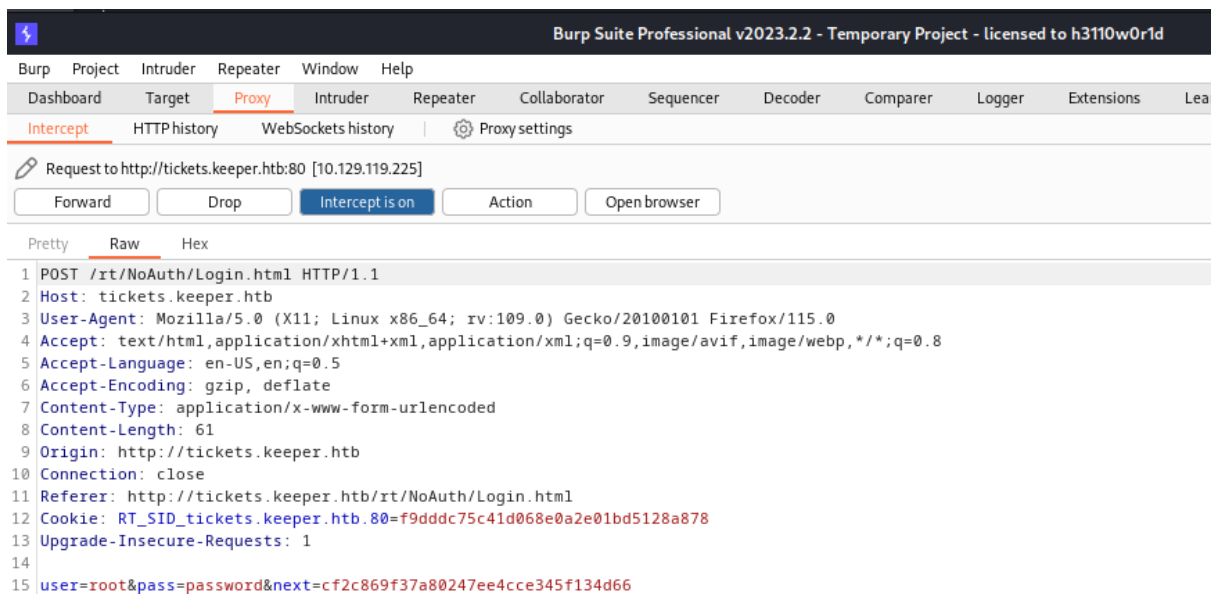 Burp Suite Professional v2023.2.2 - Temporary Project - licensed to h3110w0r1d
Burp Project Intruder Repeater Window Help
Dashboard Target Proxy Intruder Repeater Collaborator Sequencer Decoder Comparer Logger Extensions Lea
Intercept HTTP history WebSockets history Proxy settings
Request to http://tickets.keeper.htb:80 [10.129.119.225]
Forward Drop Intercept is on Action Open browser
Pretty Raw Hex
1 POST /rt/NoAuth/Login.html HTTP/1.1
2 Host: tickets.keeper.htb
3 User-Agent: Mozilla/5.0 (X11; Linux x86_64; rv:109.0) Gecko/20100101 Firefox/115.0
4 Accept: text/html,application/xhtml+xml,application/xml;q=0.9,image/avif,image/webp,*/*;q=0.8
5 Accept-Language: en-US,en;q=0.5
6 Accept-Encoding: gzip, deflate
7 Content-Type: application/x-www-form-urlencoded
8 Content-Length: 61
9 Origin: http://tickets.keeper.htb
10 Connection: close
11 Referer: http://tickets.keeper.htb/rt/NoAuth/Login.html
12 Cookie: RT_SID_tickets.keeper.htb.80=f9dddc75c41d068e0a2e01bd5128a878
13 Upgrade-Insecure-Requests: 1
14
15 user=root&pass=password&next=cf2c869f37a80247ee4cce345f134d66